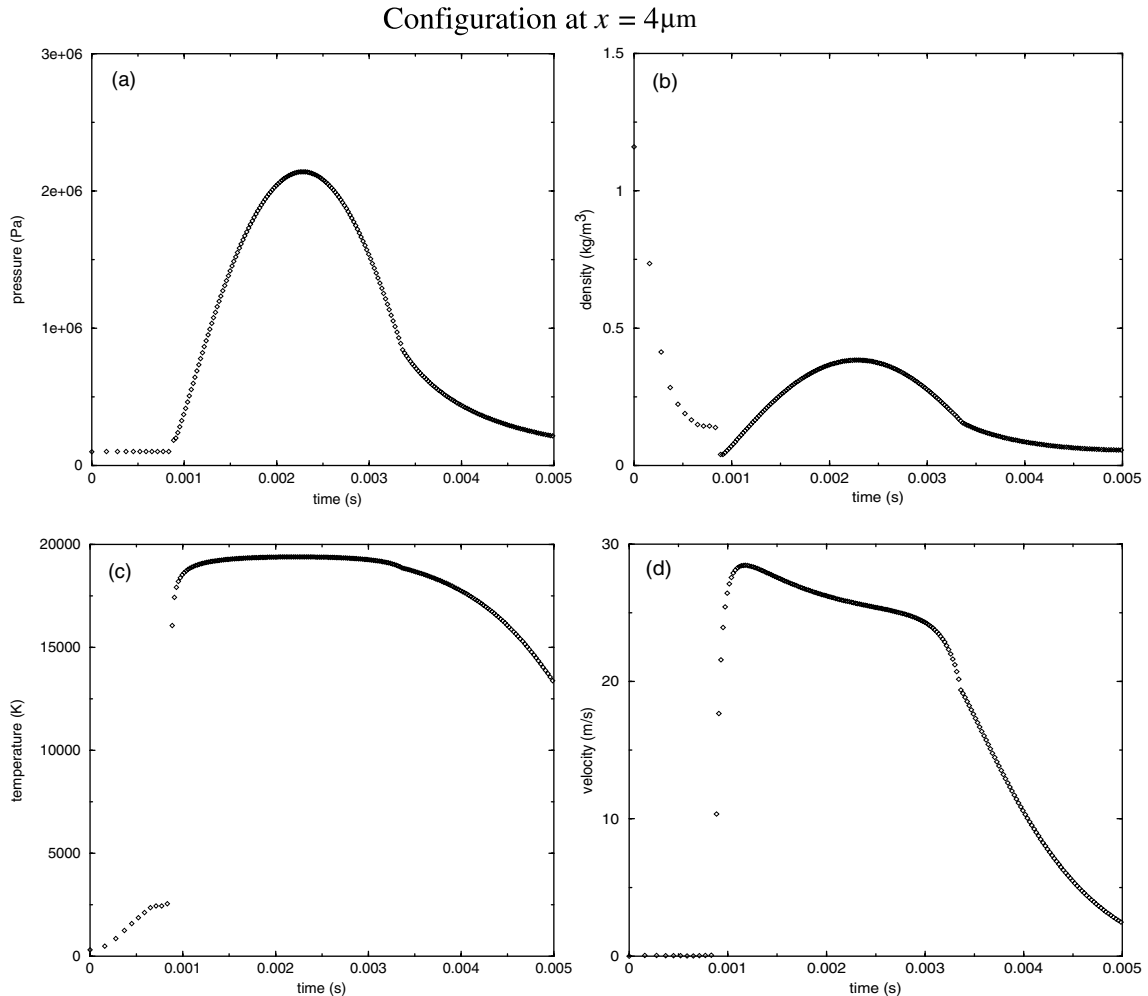 Configuration at x = 4μm
(a)
3e+06
2e+06
1e+06
0
pressure (Pa)
0 0.001 0.002 0.003 0.004 0.005
time (s)
(b)
1.5
1
0.5
0
density (kg/m³)
0 0.001 0.002 0.003 0.004 0.005
time (s)
(c)
20000
15000
10000
5000
0
temperature (K)
0 0.001 0.002 0.003 0.004 0.005
time (s)
(d)
30
20
10
0
velocity (m/s)
0 0.001 0.002 0.003 0.004 0.005
time (s)